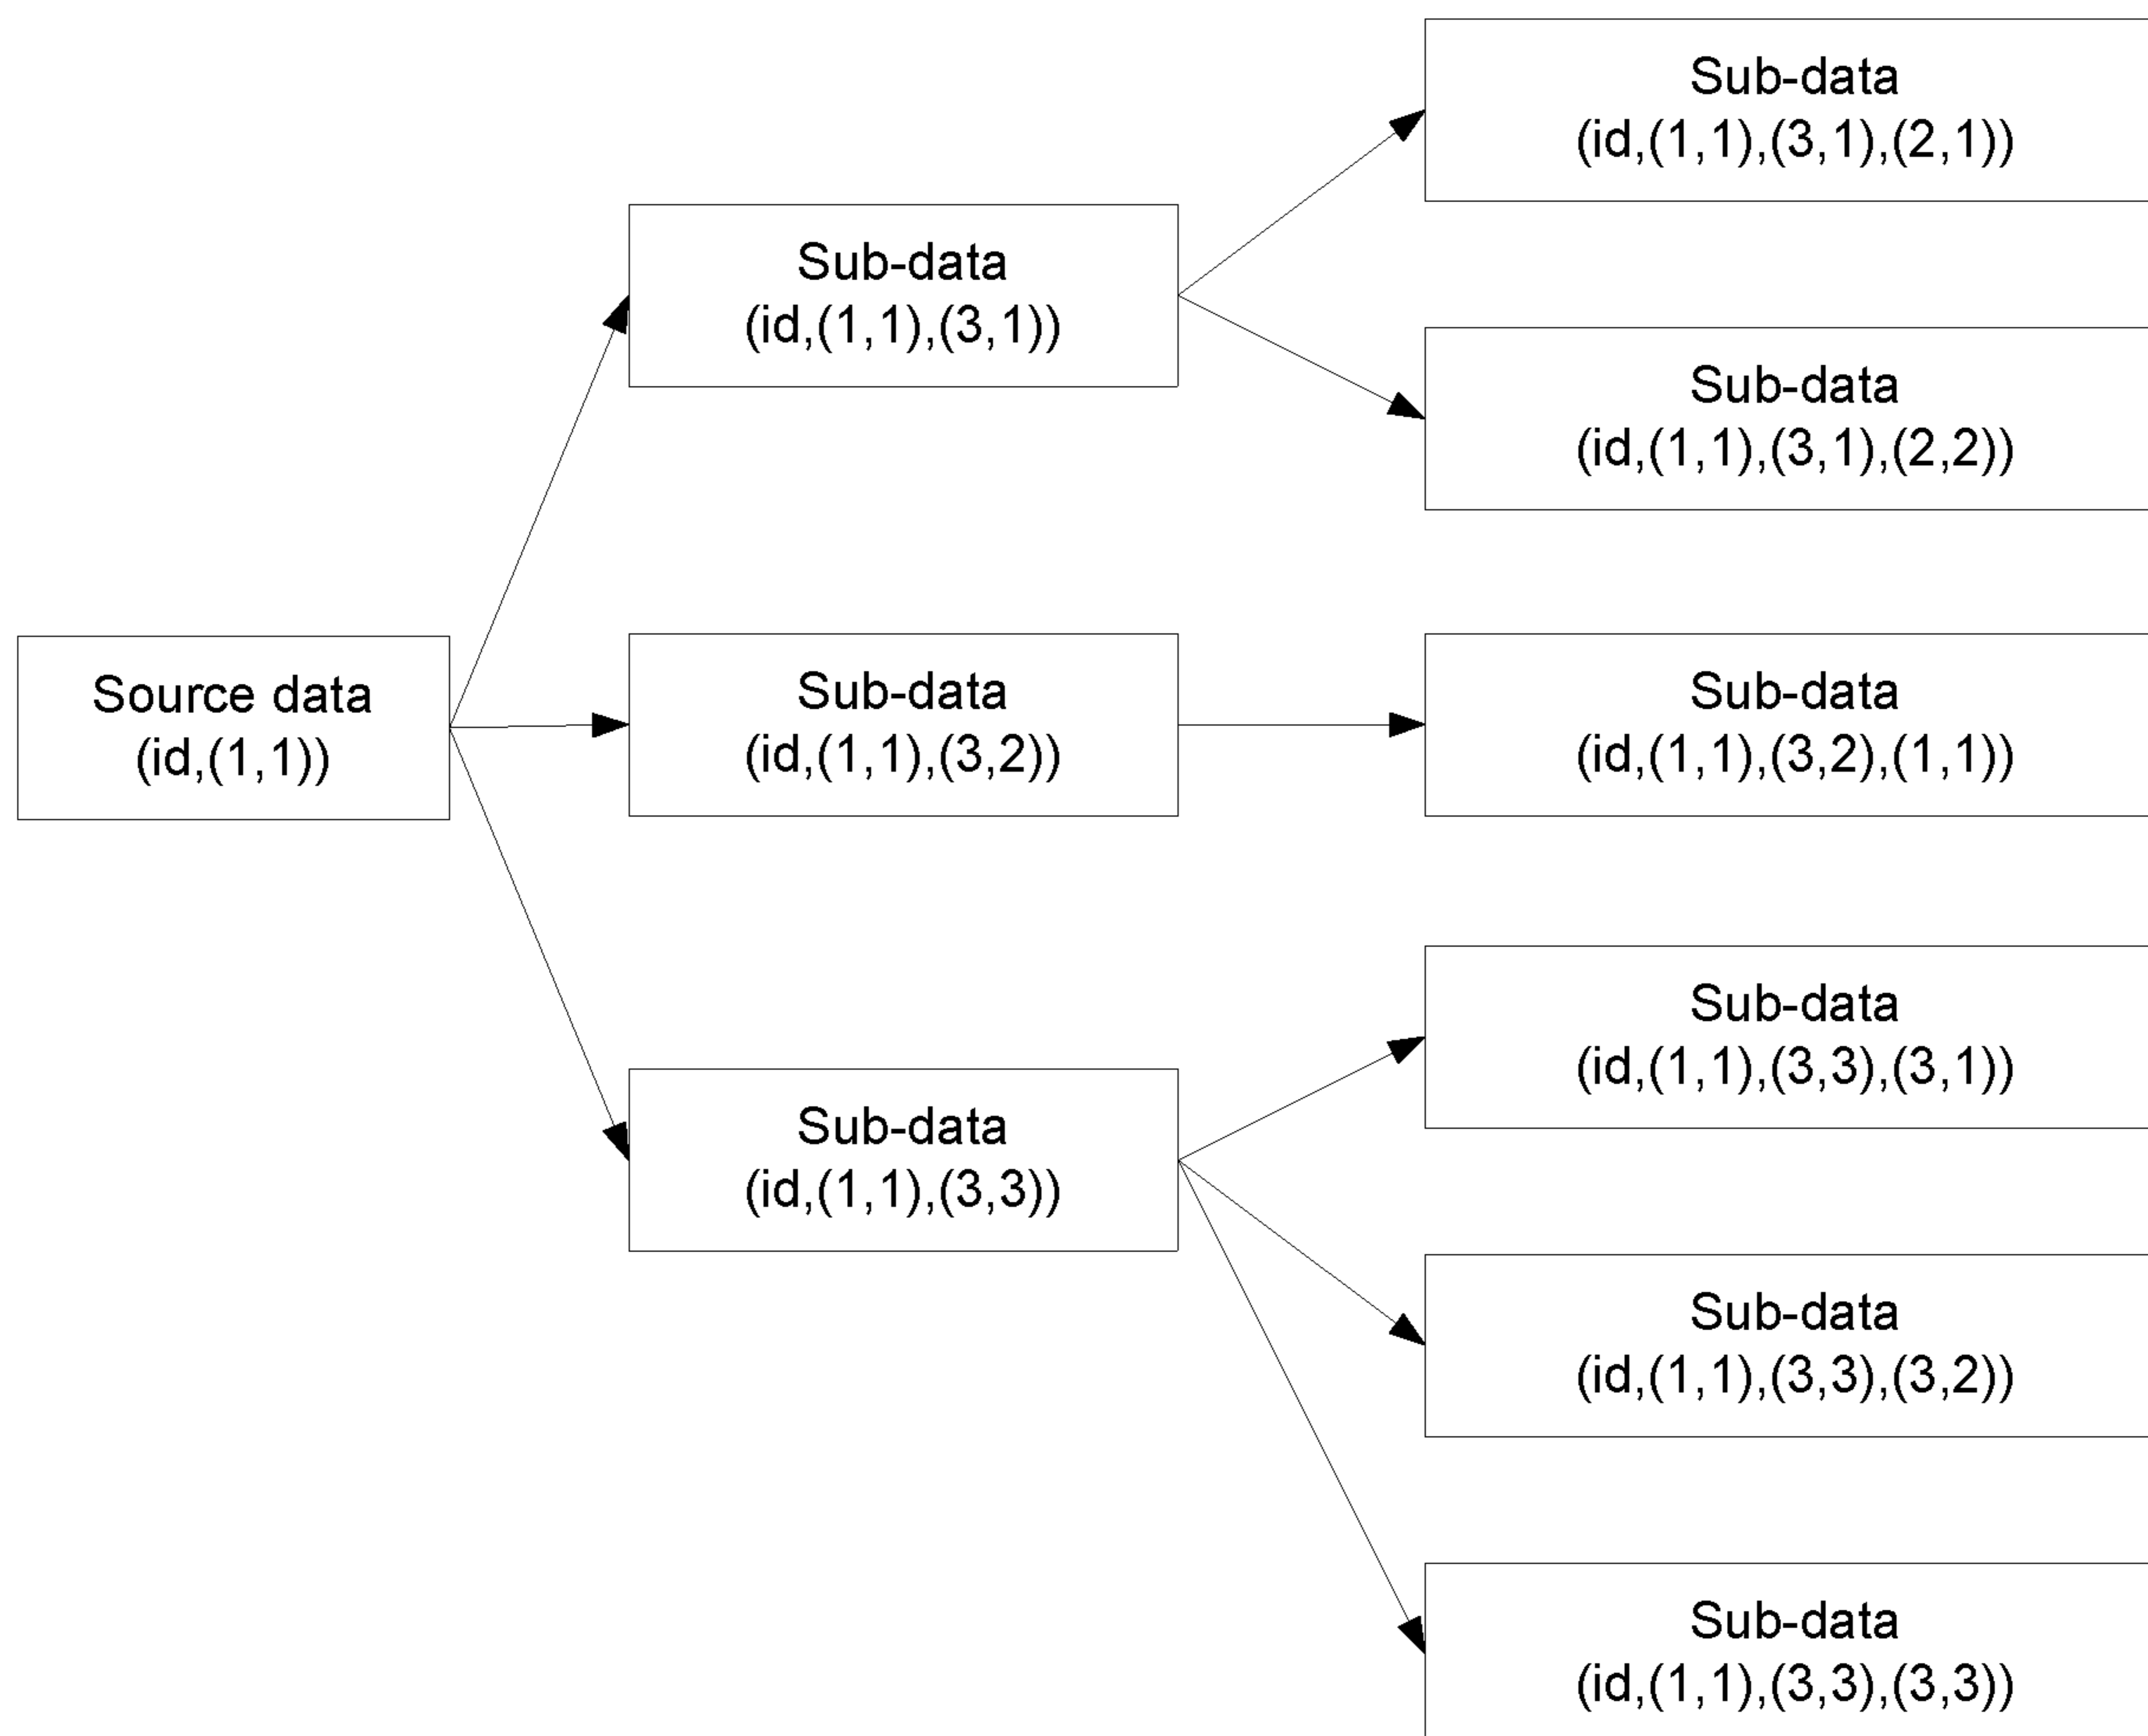 Source data
(id,(1,1))
Sub-data
(id,(1,1),(3,1))
Sub-data
(id,(1,1),(3,2))
Sub-data
(id,(1,1),(3,3))
Sub-data
(id,(1,1),(3,1),(2,1))
Sub-data
(id,(1,1),(3,1),(2,2))
Sub-data
(id,(1,1),(3,2),(1,1))
Sub-data
(id,(1,1),(3,3),(3,1))
Sub-data
(id,(1,1),(3,3),(3,2))
Sub-data
(id,(1,1),(3,3),(3,3))